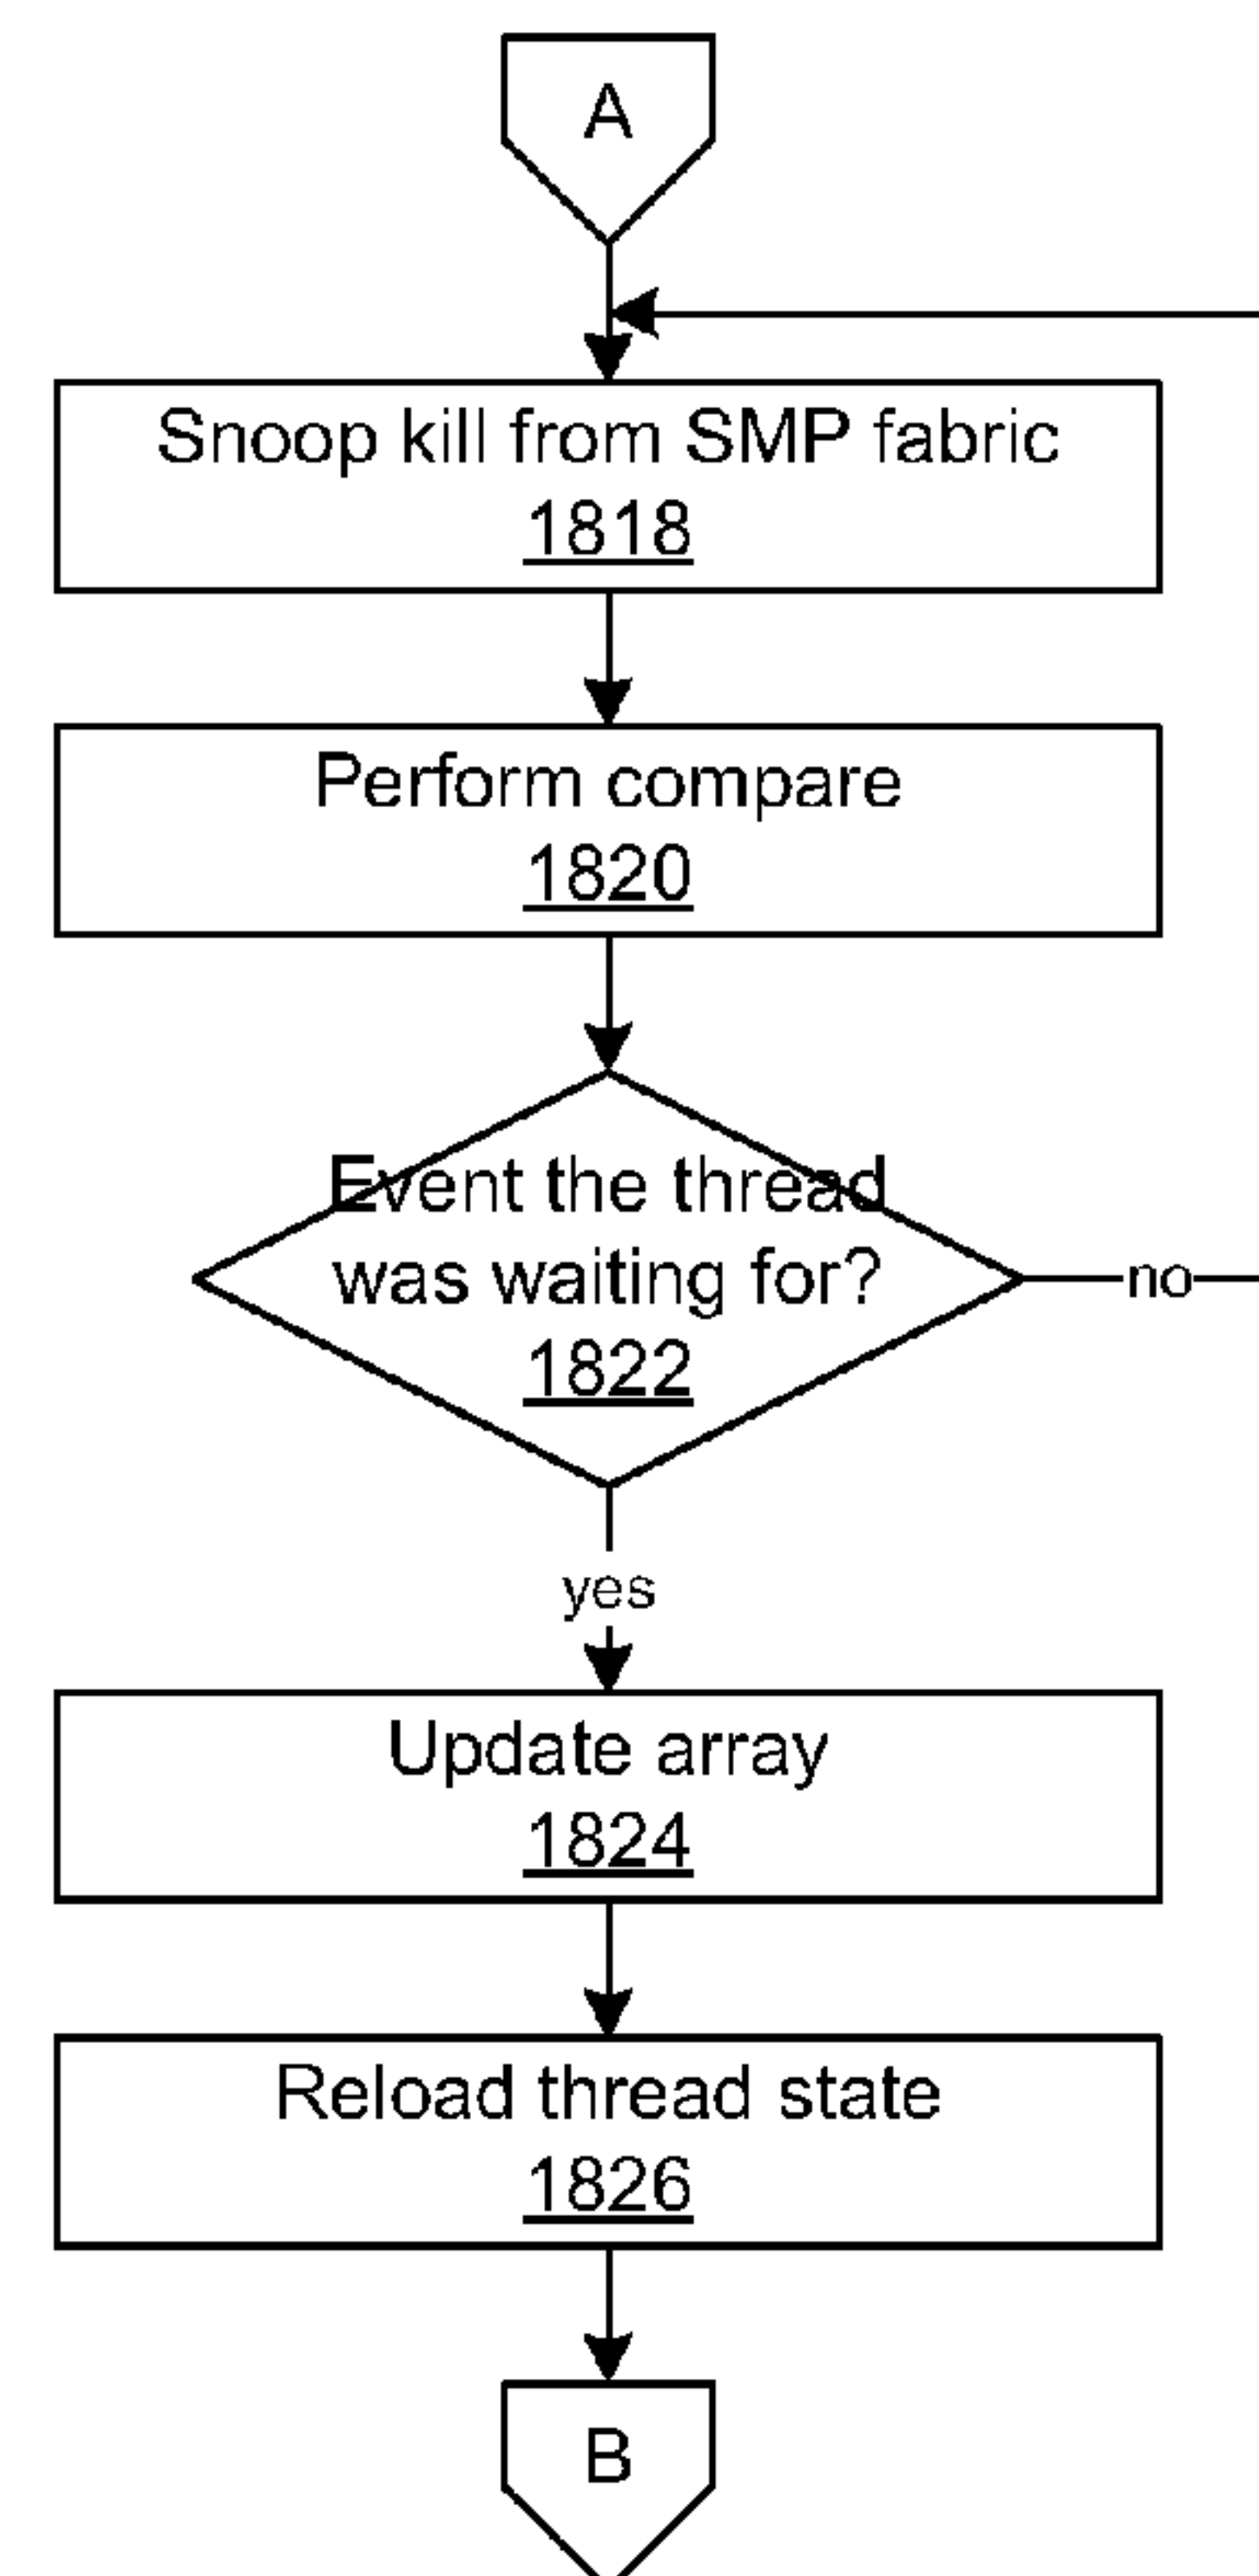 A
Snoop kill from SMP fabric
1818
Perform compare
1820
Event the thread
was waiting for?
1822
no
yes
Update array
1824
Reload thread state
1826
B